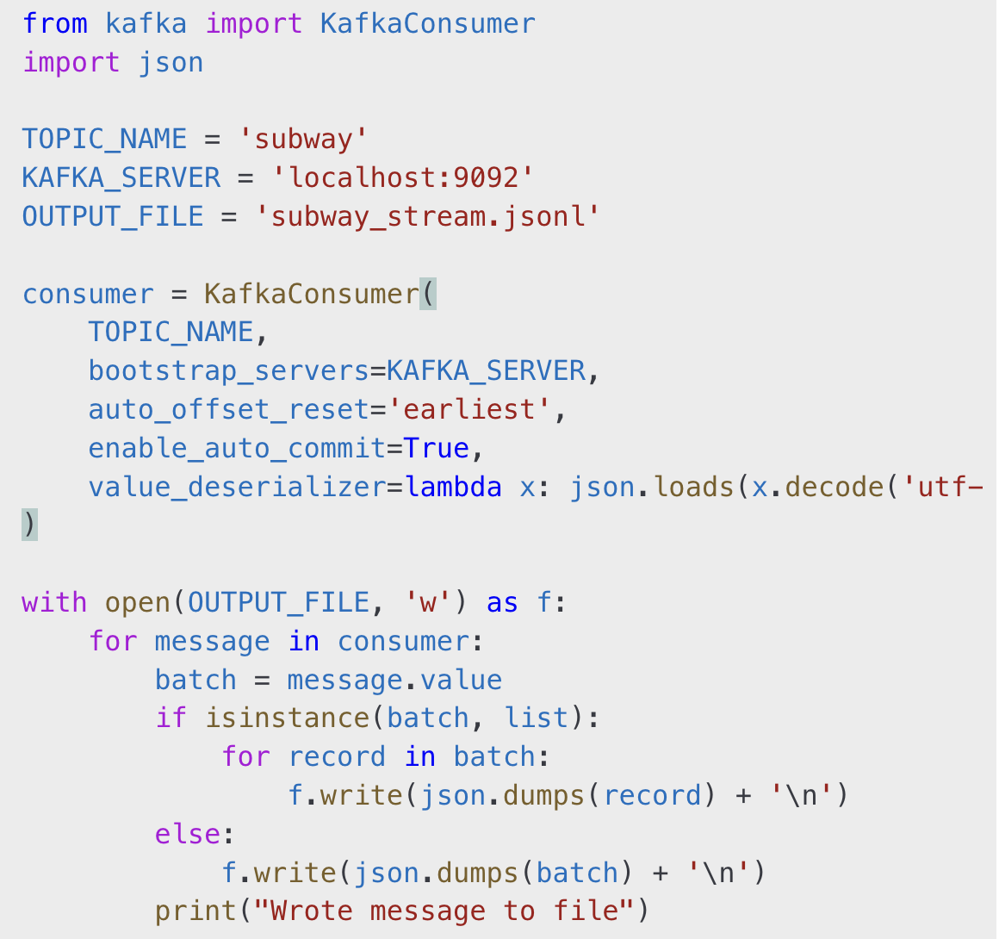 from kafka import KafkaConsumer
import json

TOPIC_NAME = 'subway'
KAFKA_SERVER = 'localhost:9092'
OUTPUT_FILE = 'subway_stream.jsonl'

consumer = KafkaConsumer(
    TOPIC_NAME,
    bootstrap_servers=KAFKA_SERVER,
    auto_offset_reset='earliest',
    enable_auto_commit=True,
    value_deserializer=lambda x: json.loads(x.decode('utf-
)

with open(OUTPUT_FILE, 'w') as f:
    for message in consumer:
        batch = message.value
        if isinstance(batch, list):
            for record in batch:
                f.write(json.dumps(record) + '\n')
        else:
            f.write(json.dumps(batch) + '\n')
        print("Wrote message to file")